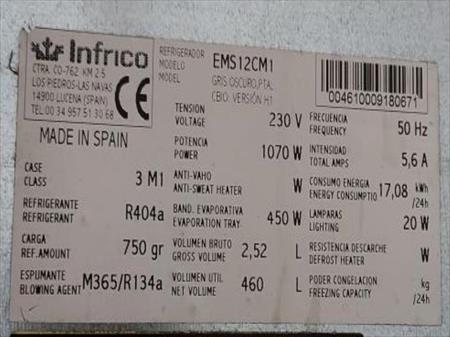 Infrico
CTRA. CO-762 KM 2.5
LOS PIEDROS-LAS NAVAS
14900 LUCENA (SPAIN)
TEL. 00 34 957 51 30 68
CE
MADE IN SPAIN
REFRIGERADOR
MODELO
MODEL
EMS12CM1
GRIS OSCURO,PTA.
CBIO: VERSIÓN H1
004610009180671
TENSION
VOLTAGE 230 V
FRECUENCIA
FREQUENCY 50 Hz
POTENCIA
POWER 1070 W
INTENSIDAD
TOTAL AMPS 5,6 A
CASE
CLASS 3 M1
ANTI-VAHO
ANTI-SWEAT HEATER W
CONSUMO ENERGIA
ENERGY CONSUMPTIO 17,08 kWh
/24h
REFRIGERANTE
REFRIGERANT R404a
BAND. EVAPORATIVA
EVAPORATION TRAY 450 W
LAMPARAS
LIGHTING 20 W
CARGA
REF.AMOUNT 750 gr
VOLUMEN BRUTO
GROSS VOLUME 2,52 L
RESISTENCIA DESCARCHE
DEFROST HEATER W
ESPUMANTE
BLOWING AGENT M365/R134a
VOLUMEN UTIL
NET VOLUME 460 L
PODER CONGELACION
FREEZING CAPACITY kg
/24h